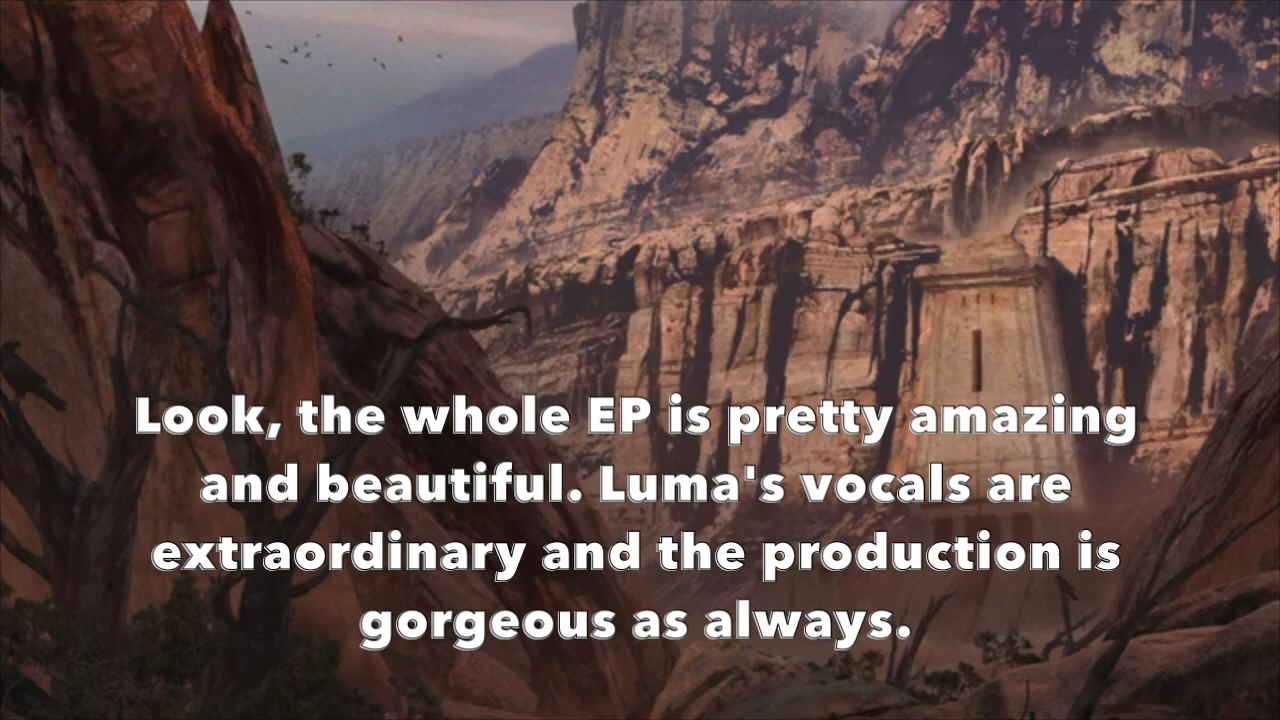 Look, the whole EP is pretty amazing
and beautiful. Luma's vocals are
extraordinary and the production is
gorgeous as always.